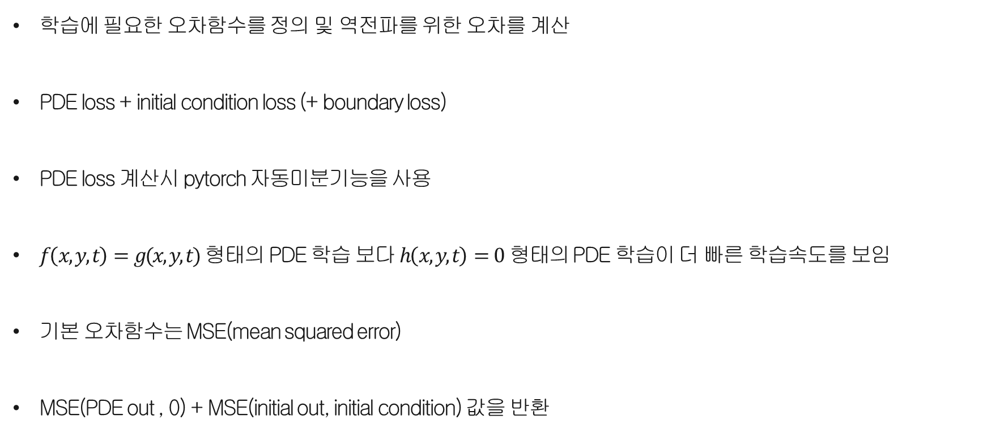 • 학습에 필요한 오차함수를 정의 및 역전파를 위한 오차를 계산
• PDE loss + initial condition loss (+ boundary loss)
• PDE loss 계산시 pytorch 자동미분기능을 사용
• f(x,y,t) = g(x,y,t) 형태의 PDE 학습 보다 h(x,y,t) = 0 형태의 PDE 학습이 더 빠른 학습속도를 보임
• 기본 오차함수는 MSE(mean squared error)
• MSE(PDE out , 0) + MSE(initial out, initial condition) 값을 반환